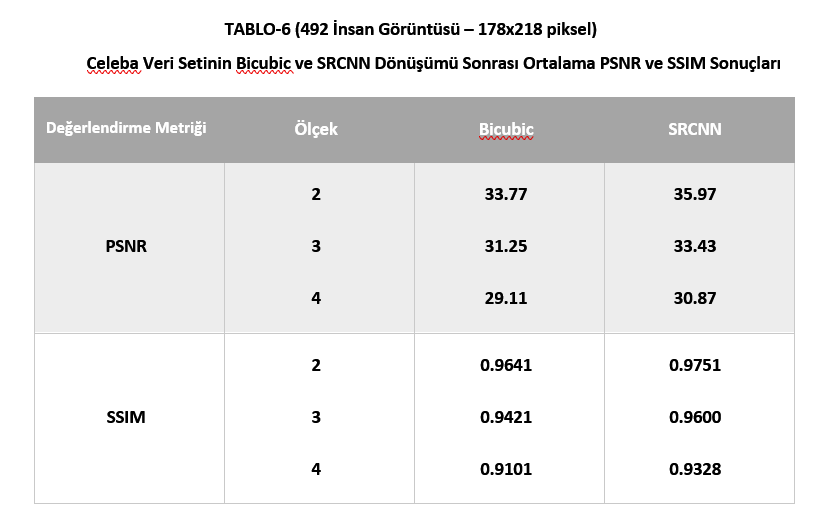 TABLO-6 (492 İnsan Görüntüsü – 178x218 piksel)
Celeba Veri Setinin Bicubic ve SRCNN Dönüşümü Sonrası Ortalama PSNR ve SSIM Sonuçları
Değerlendirme Metriği Ölçek Bicubic SRCNN
2 33.77 35.97
PSNR 3 31.25 33.43
4 29.11 30.87
2 0.9641 0.9751
SSIM 3 0.9421 0.9600
4 0.9101 0.9328